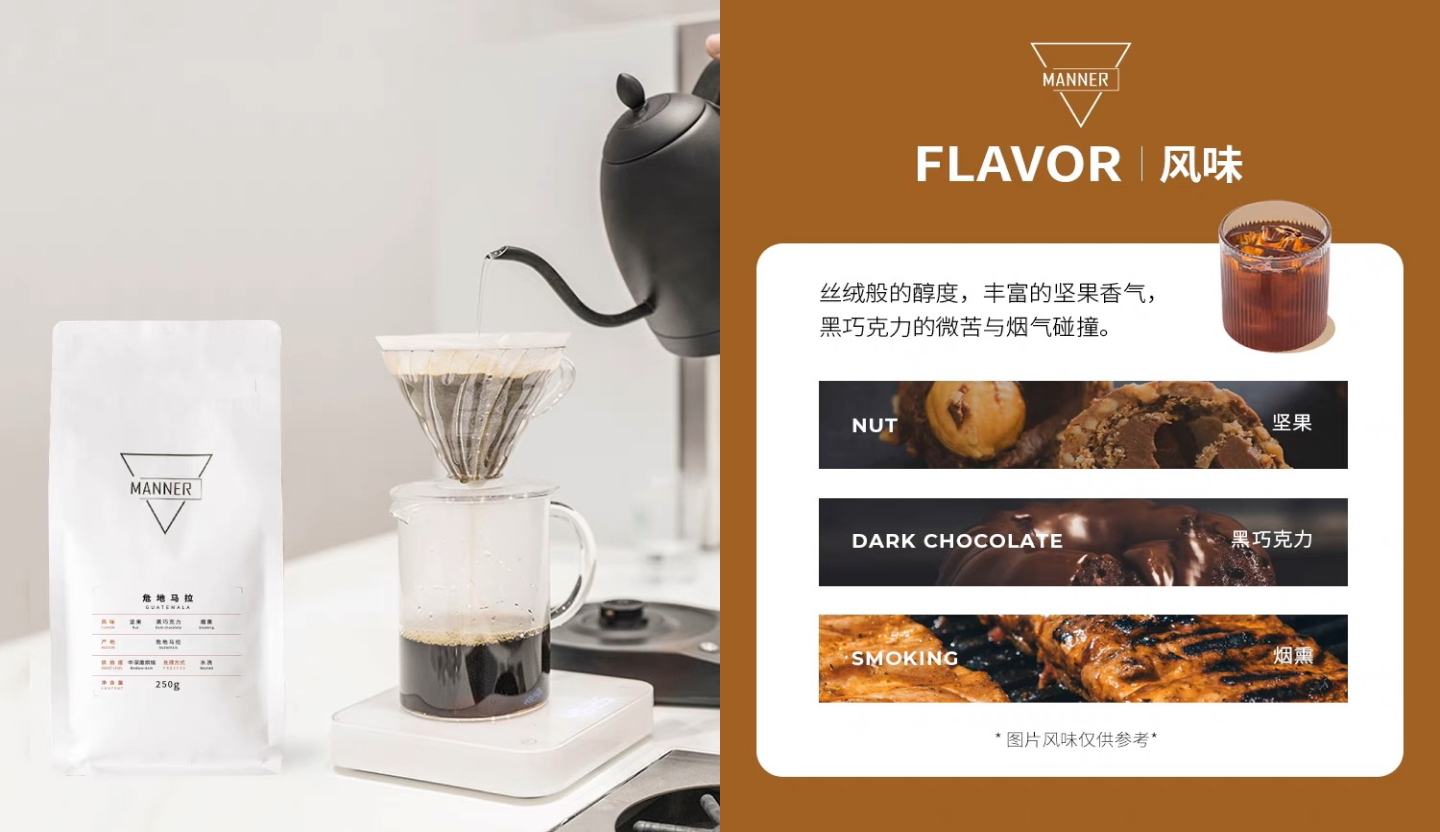 MANNER
危地马拉
GUATEMALA
风味 坚果 黑巧克力 烟熏
产地 危地马拉
烘焙度 中深度烘焙 处理方式 水洗
净含量 250g
CONTENT
MANNER
FLAVOR | 风味
丝绒般的醇度，丰富的坚果香气，
黑巧克力的微苦与烟气碰撞。
NUT 坚果
DARK CHOCOLATE 黑巧克力
SMOKING 烟熏
* 图片风味仅供参考*